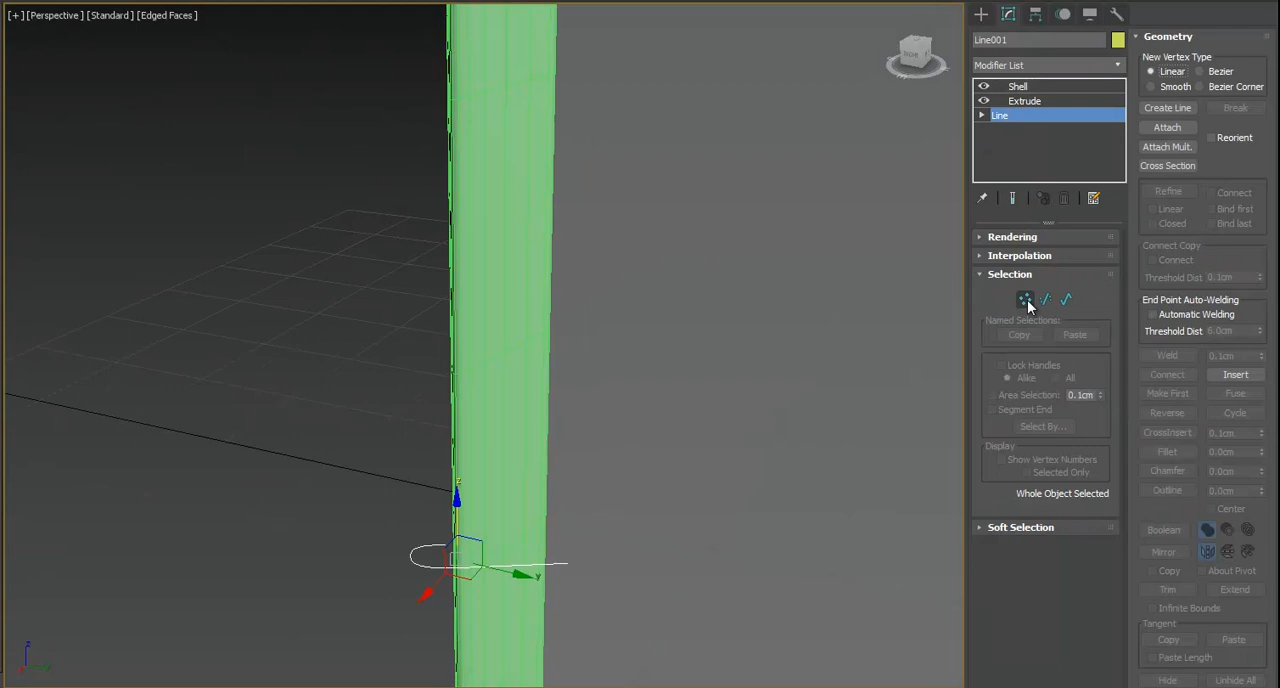 [+] [Perspective] [Standard] [Edged Faces]
Line001
Modifier List
Shell
Extrude
Line
Rendering
Interpolation
Selection
Named Selections:
Copy Paste
Lock Handles
Alike All
Area Selection: 0.1cm
Segment End
Select By...
Display
Show Vertex Numbers
Selected Only
Whole Object Selected
Soft Selection
Geometry
New Vertex Type
Linear Bezier
Smooth Bezier Corner
Create Line Break
Attach
Reorient
Attach Mult.
Cross Section
Refine Connect
Linear Bind first
Closed Bind last
Connect Copy
Connect
Threshold Dist 0.1cm
End Point Auto-Welding
Automatic Welding
Threshold Dist 6.0cm
Weld 0.1cm
Connect Insert
Make First Fuse
Reverse Cycle
CrossInsert 0.1cm
Fillet 0.0cm
Chamfer 0.0cm
Outline 0.0cm
Center
Boolean
Mirror
Copy About Pivot
Trim Extend
Infinite Bounds
Tangent
Copy Paste
Paste Length
Hide Unhide All
z
y
z